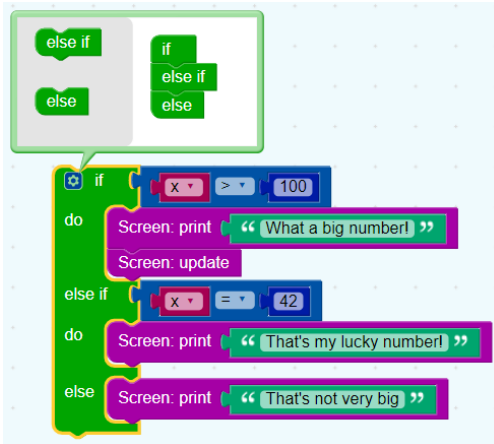 else if
if
else if
else
else
if x > 100
do Screen: print “ What a big number! ”
Screen: update
else if x = 42
do Screen: print “ That's my lucky number! ”
else Screen: print “ That's not very big ”